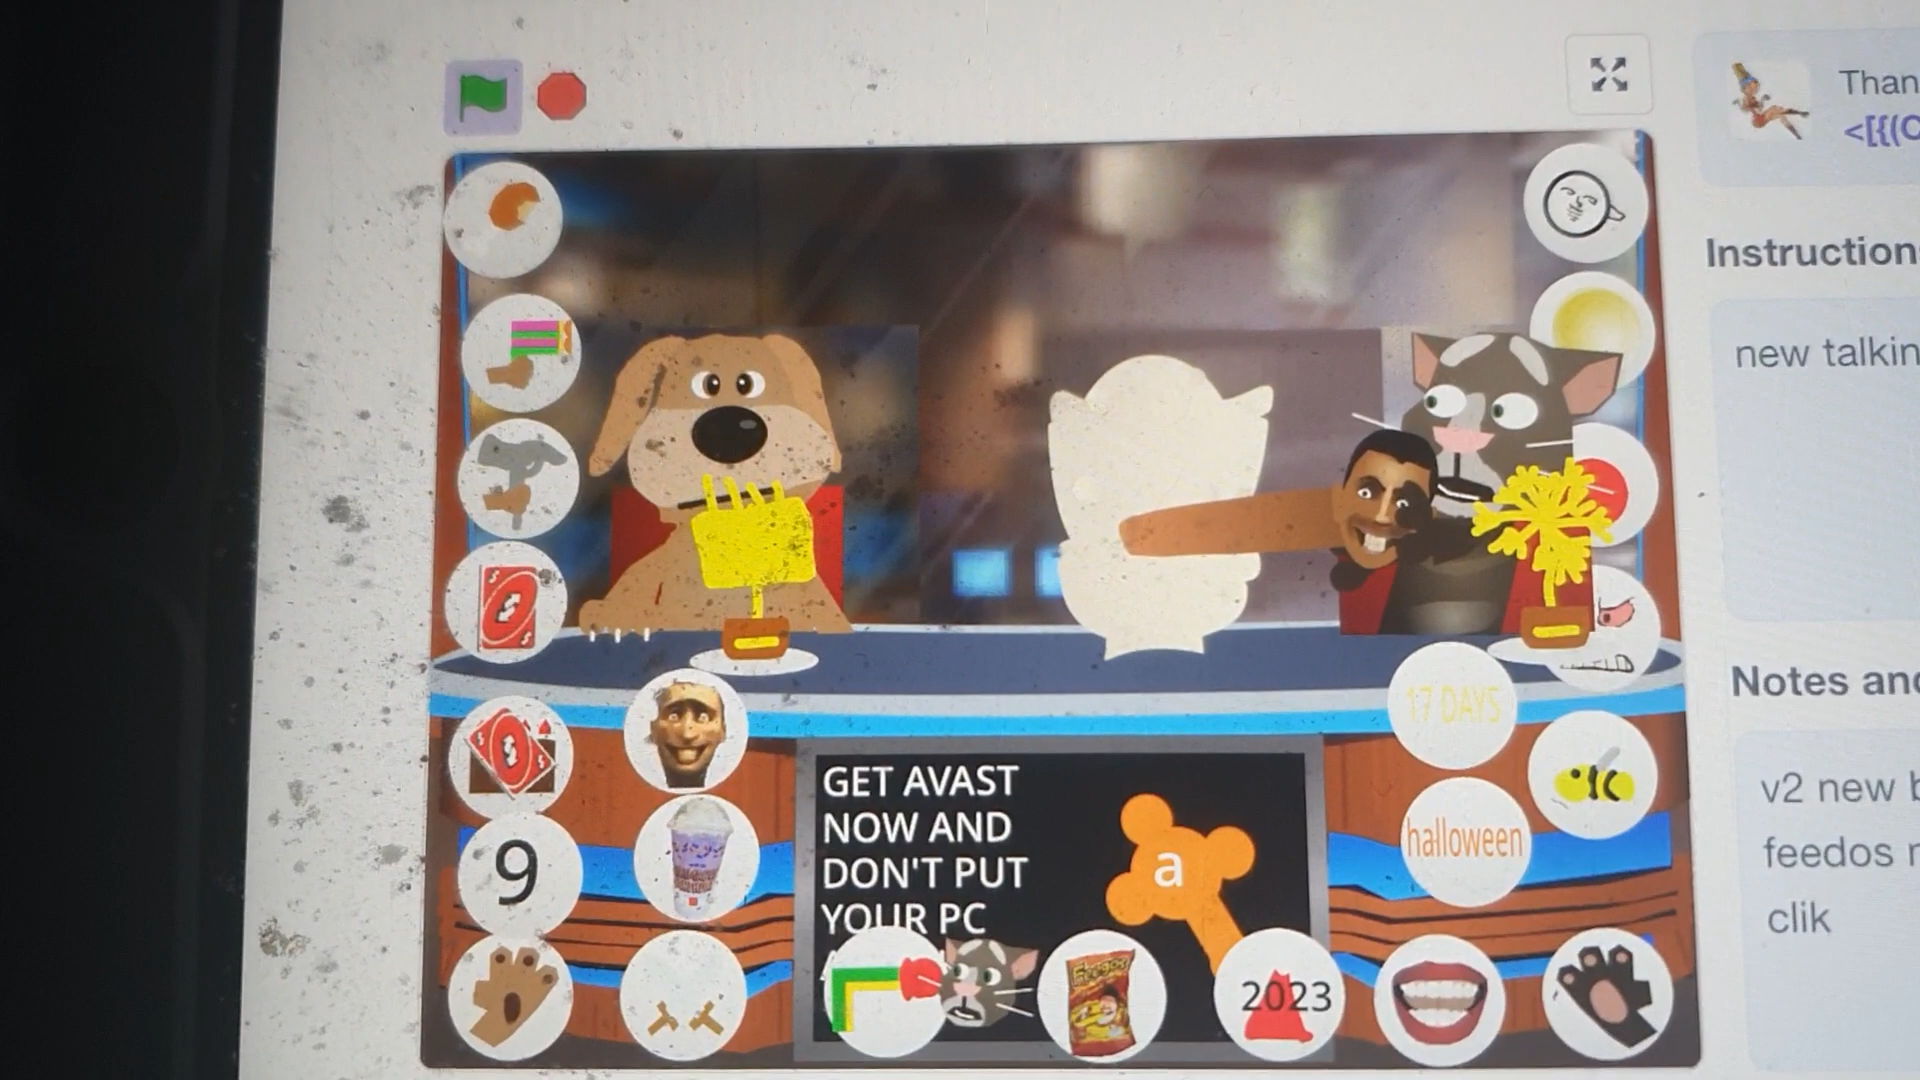 Than
<[{(C
Instruction
new talkin
Notes and
v2 new b
feedos r
clik
17 DAYS
halloween
9
GET AVAST
NOW AND
DON'T PUT
YOUR PC
a
2023